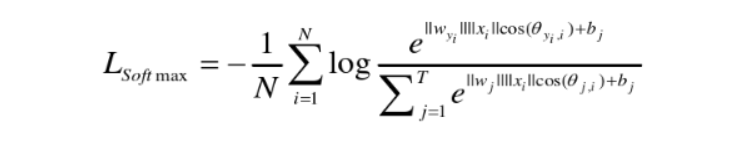 L_{Softmax} = -\frac{1}{N} \sum_{i=1}^{N} \log \frac{e^{||w_{y_i}||||x_i||\cos(\theta_{y_i,i})+b_j}}{\sum_{j=1}^{T} e^{||w_j||||x_i||\cos(\theta_{j,i})+b_j}}